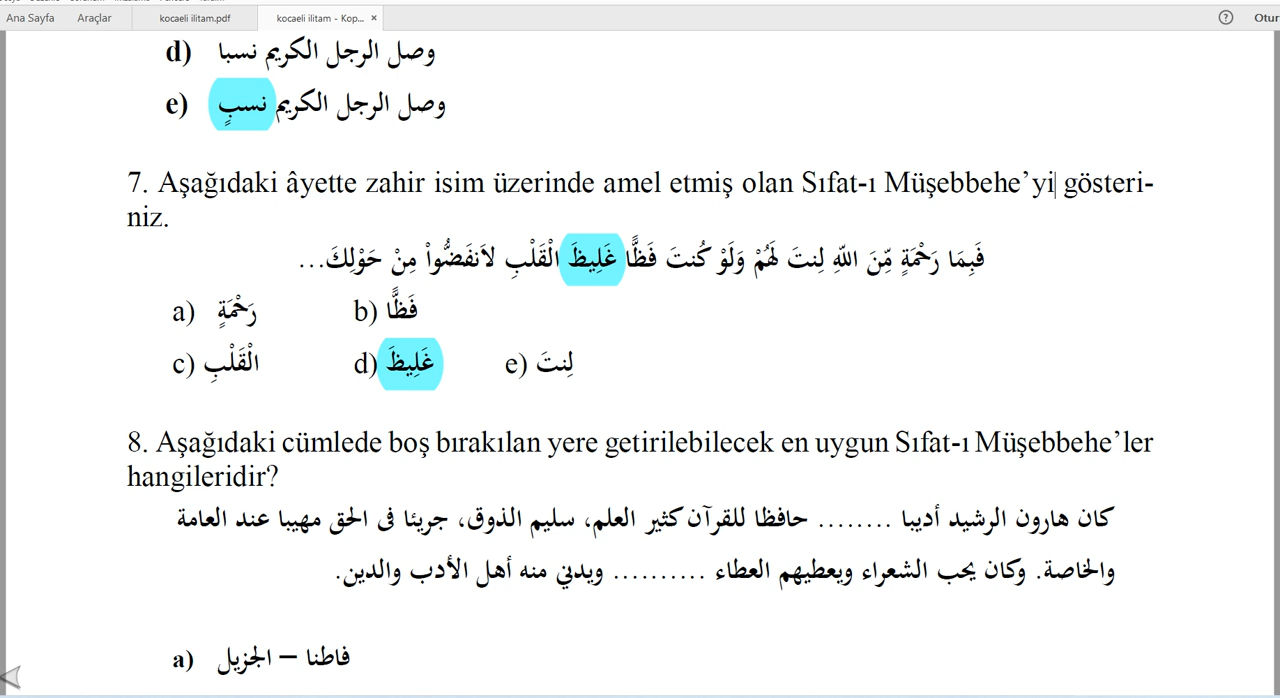 Ana Sayfa Araçlar kocaeli ilitam.pdf kocaeli ilitam - Kop... × ? Otur
d) وصل الرجل الكريم نسبا
e) وصل الرجل الكريم نسبٍ
7. Aşağıdaki âyette zahir isim üzerinde amel etmiş olan Sıfat-ı Müşebbehe’yi gösteri-
niz.
فَبِمَا رَحْمَةٍ مِّنَ اللّهِ لِنتَ لَهُمْ وَلَوْ كُنتَ فَظًّا غَلِيظَ الْقَلْبِ لاَنفَضُّواْ مِنْ حَوْلِكَ...
a) رَحْمَةٍ b) فَظًّا
c) الْقَلْبِ d) غَلِيظَ e) لِنتَ
8. Aşağıdaki cümlede boş bırakılan yere getirilebilecek en uygun Sıfat-ı Müşebbehe’ler
hangileridir?
كان هارون الرشيد أديبا ........ حافظا للقرآن كثير العلم، سليم الذوق، جريئا فى الحق مهيبا عند العامة
والخاصة. وكان يحب الشعراء ويعطيهم العطاء .......... ويدني منه أهل الأدب والدين.
a) فاطنا – الجزيل